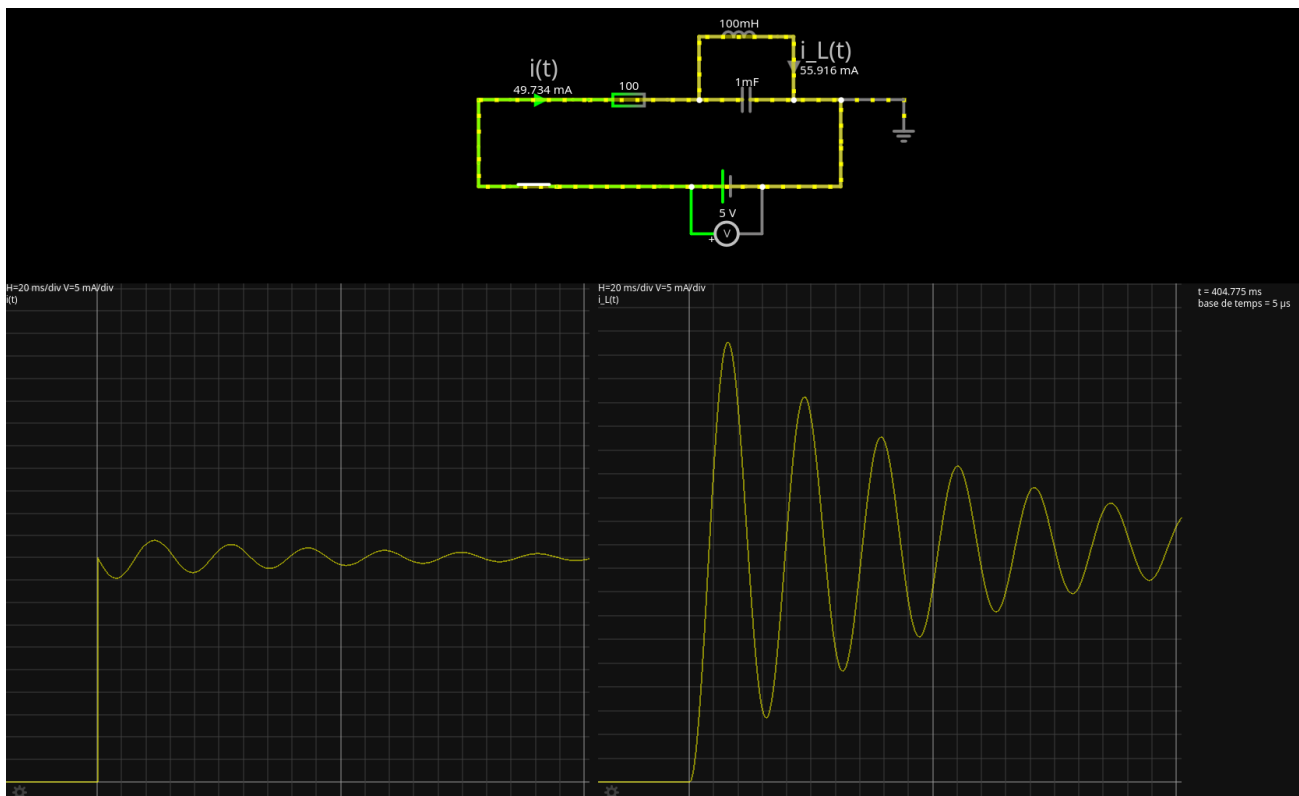 100mH
i_L(t)
55.916 mA
i(t)
49.734 mA
100
1mF
5 V
+
V
H=20 ms/div V=5 mA/div
i(t)
H=20 ms/div V=5 mA/div
i_L(t)
t = 404.775 ms
base de temps = 5 µs